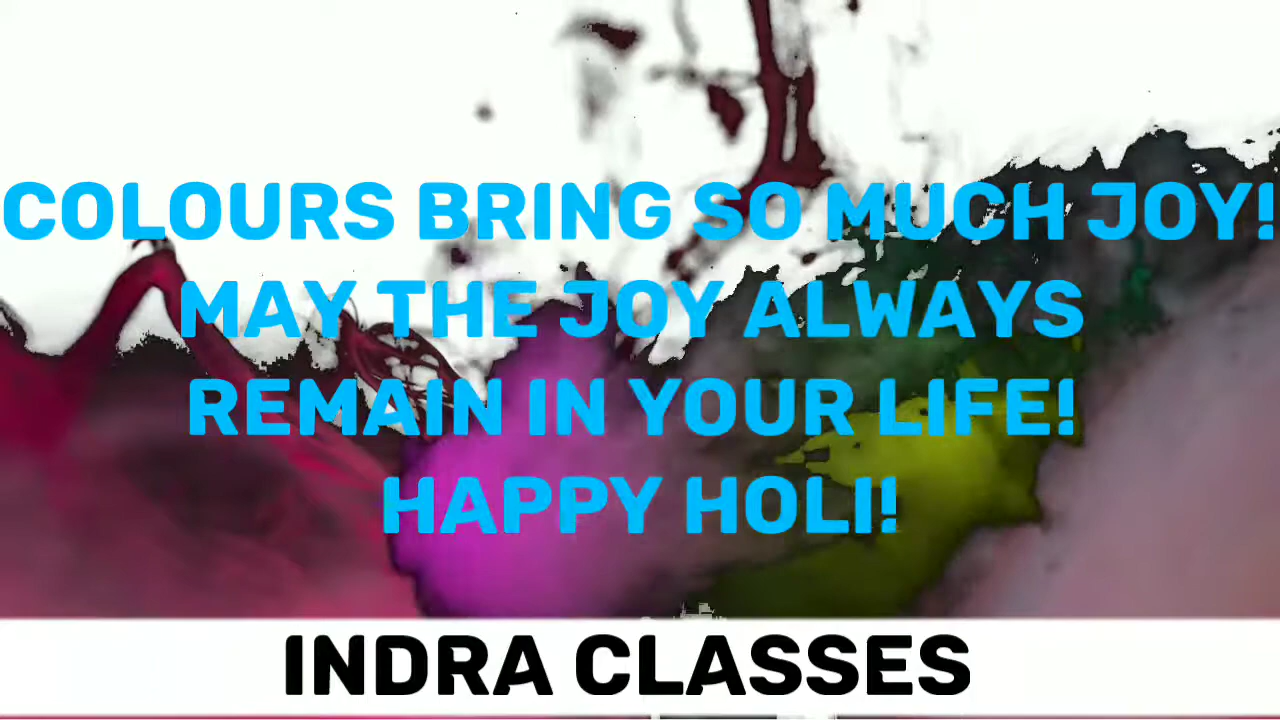 COLOURS BRING SO MUCH JOY!
MAY THE JOY ALWAYS
REMAIN IN YOUR LIFE!
HAPPY HOLI!
INDRA CLASSES